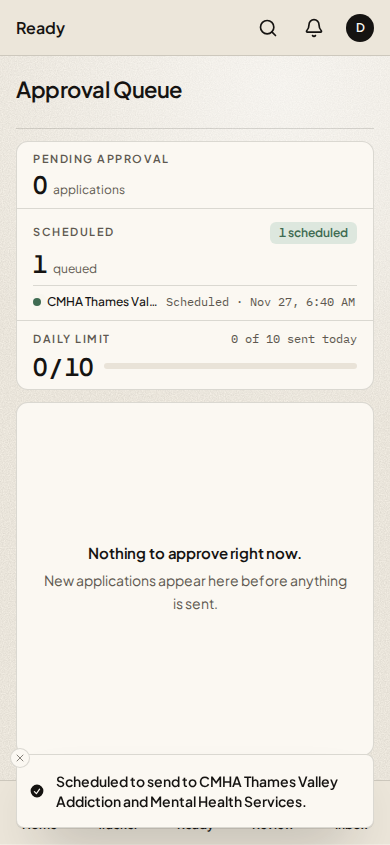 Ready
D
Approval Queue
PENDING APPROVAL
0 applications
SCHEDULED
1 scheduled
1 queued
CMHA Thames Val... Scheduled · Nov 27, 6:40 AM
DAILY LIMIT
0 of 10 sent today
0/10
Nothing to approve right now.
New applications appear here before anything
is sent.
Scheduled to send to CMHA Thames Valley
Addiction and Mental Health Services.